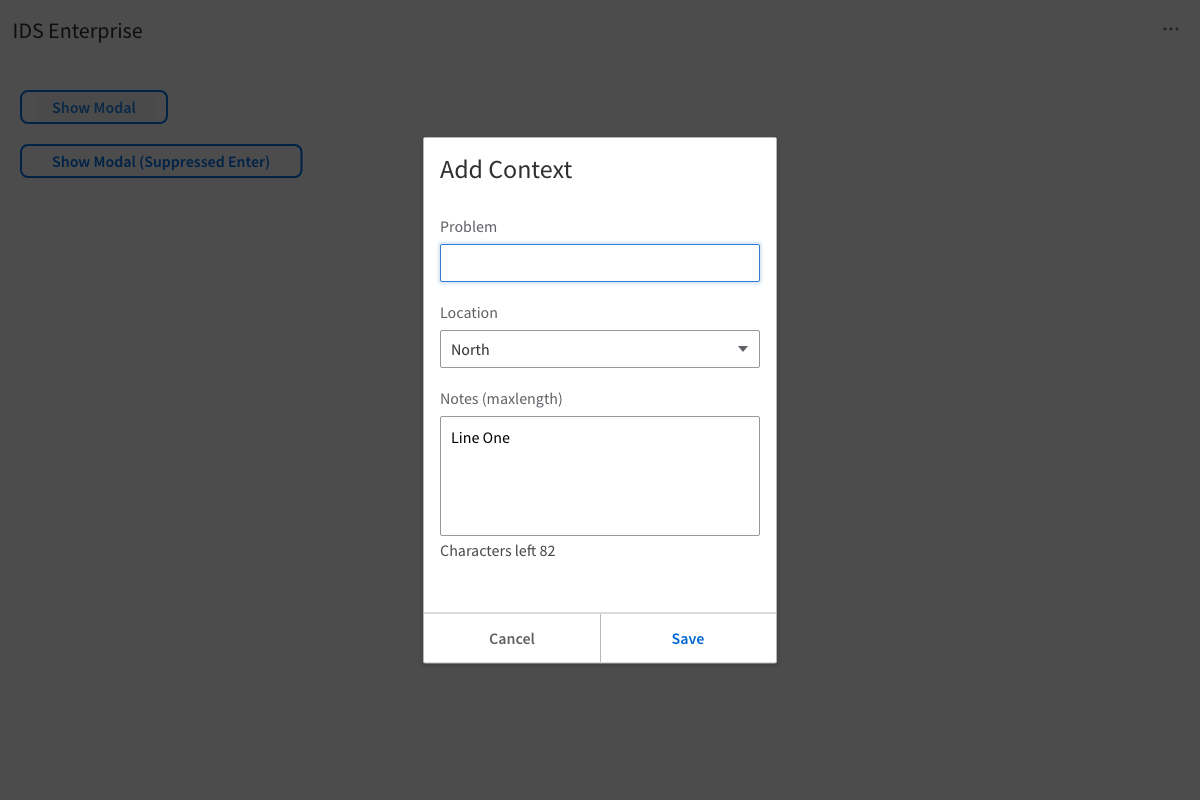 IDS Enterprise
Show Modal
Show Modal (Suppressed Enter)
Add Context
Problem
Location
North
Notes (maxlength)
Line One
Characters left 82
Cancel
Save